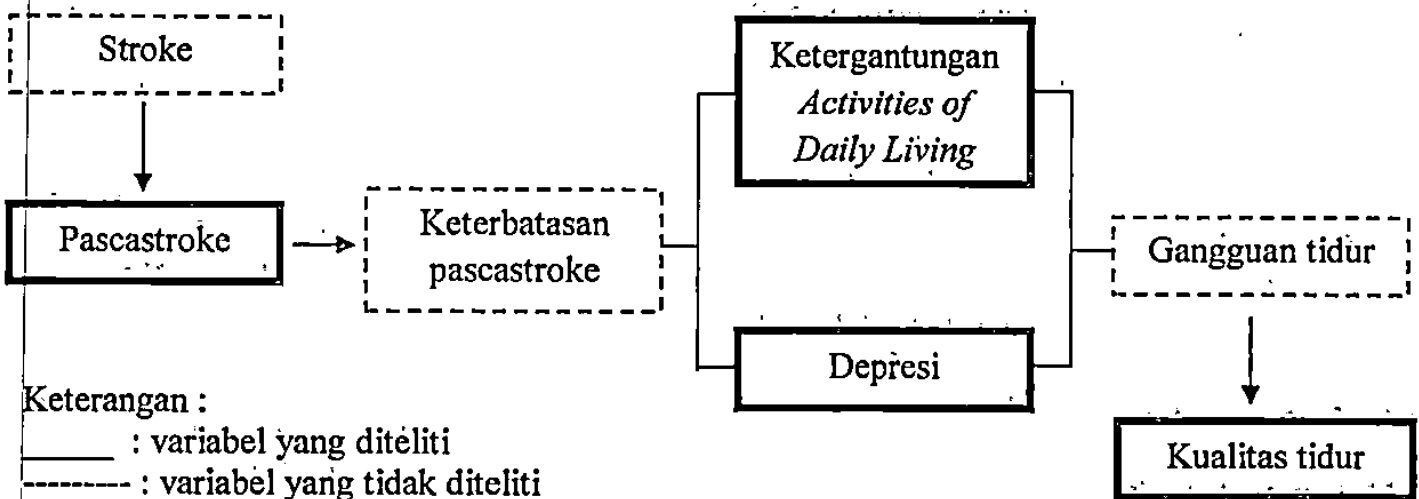 Stroke
Pascastroke
Keterbatasan
pascastroke
Ketergantungan
Activities of
Daily Living
Depresi
Gangguan tidur
Kualitas tidur
Keterangan :
_______ : variabel yang diteliti
--------- : variabel yang tidak diteliti